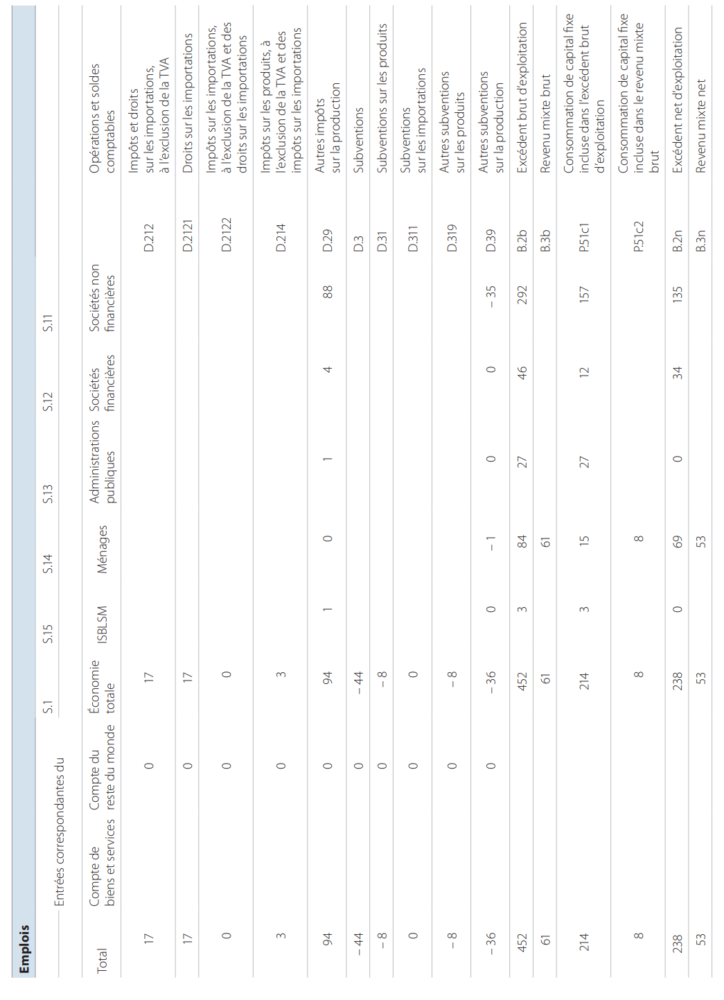 Emplois
S.1 S.15 S.14 S.13 S.12 S.11
Entrées correspondantes du
Total Compte de biens et services Compte du reste du monde Économie totale ISBLSM Ménages Administrations publiques Sociétés financières Sociétés non financières Opérations et soldes comptables
17 0 17 D.212 Impôts et droits
sur les importations,
à l'exclusion de la TVA
17 0 17 D.2121 Droits sur les importations
0 0 0 D.2122 Impôts sur les importations,
à l'exclusion de la TVA et des
droits sur les importations
3 0 3 D.214 Impôts sur les produits, à
l'exclusion de la TVA et des
impôts sur les importations
94 0 94 1 0 1 4 88 D.29 Autres impôts
sur la production
– 44 0 – 44 D.3 Subventions
– 8 0 – 8 D.31 Subventions sur les produits
0 0 0 D.311 Subventions
sur les importations
– 8 0 – 8 D.319 Autres subventions
sur les produits
– 36 0 – 36 0 – 1 0 0 – 35 D.39 Autres subventions
sur la production
452 452 3 84 27 46 292 B.2b Excédent brut d'exploitation
61 61 61 B.3b Revenu mixte brut
214 214 3 15 27 12 157 P.51c1 Consommation de capital fixe
incluse dans l'excédent brut
d'exploitation
8 8 8 P.51c2 Consommation de capital fixe
incluse dans le revenu mixte
brut
238 238 0 69 0 34 135 B.2n Excédent net d'exploitation
53 53 53 B.3n Revenu mixte net